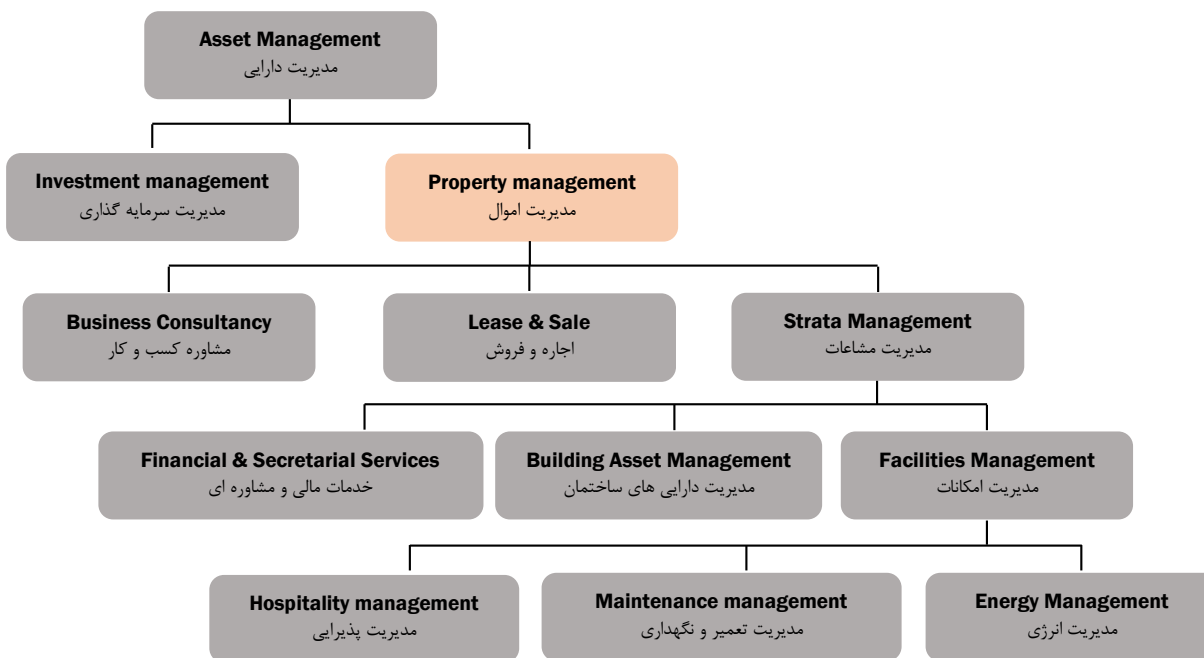 Asset Management
مدیریت دارایی
Investment management
مدیریت سرمایه گذاری
Property management
مدیریت اموال
Business Consultancy
مشاوره کسب و کار
Lease & Sale
اجاره و فروش
Strata Management
مدیریت مشاعات
Financial & Secretarial Services
خدمات مالی و مشاوره ای
Building Asset Management
مدیریت دارایی های ساختمان
Facilities Management
مدیریت امکانات
Hospitality management
مدیریت پذیرایی
Maintenance management
مدیریت تعمیر و نگهداری
Energy Management
مدیریت انرژی